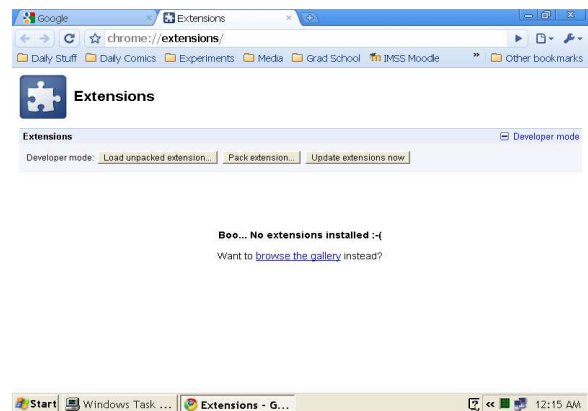 Google
Extensions
chrome://extensions/
Daily Stuff Daily Comics Experiments Media Grad School IMSS Moodle » Other bookmarks
Extensions
Extensions Developer mode
Developer mode: Load unpacked extension... Pack extension... Update extensions now
Boo... No extensions installed :-(
Want to browse the gallery instead?
Start Windows Task ... Extensions - G... « 12:15 AM